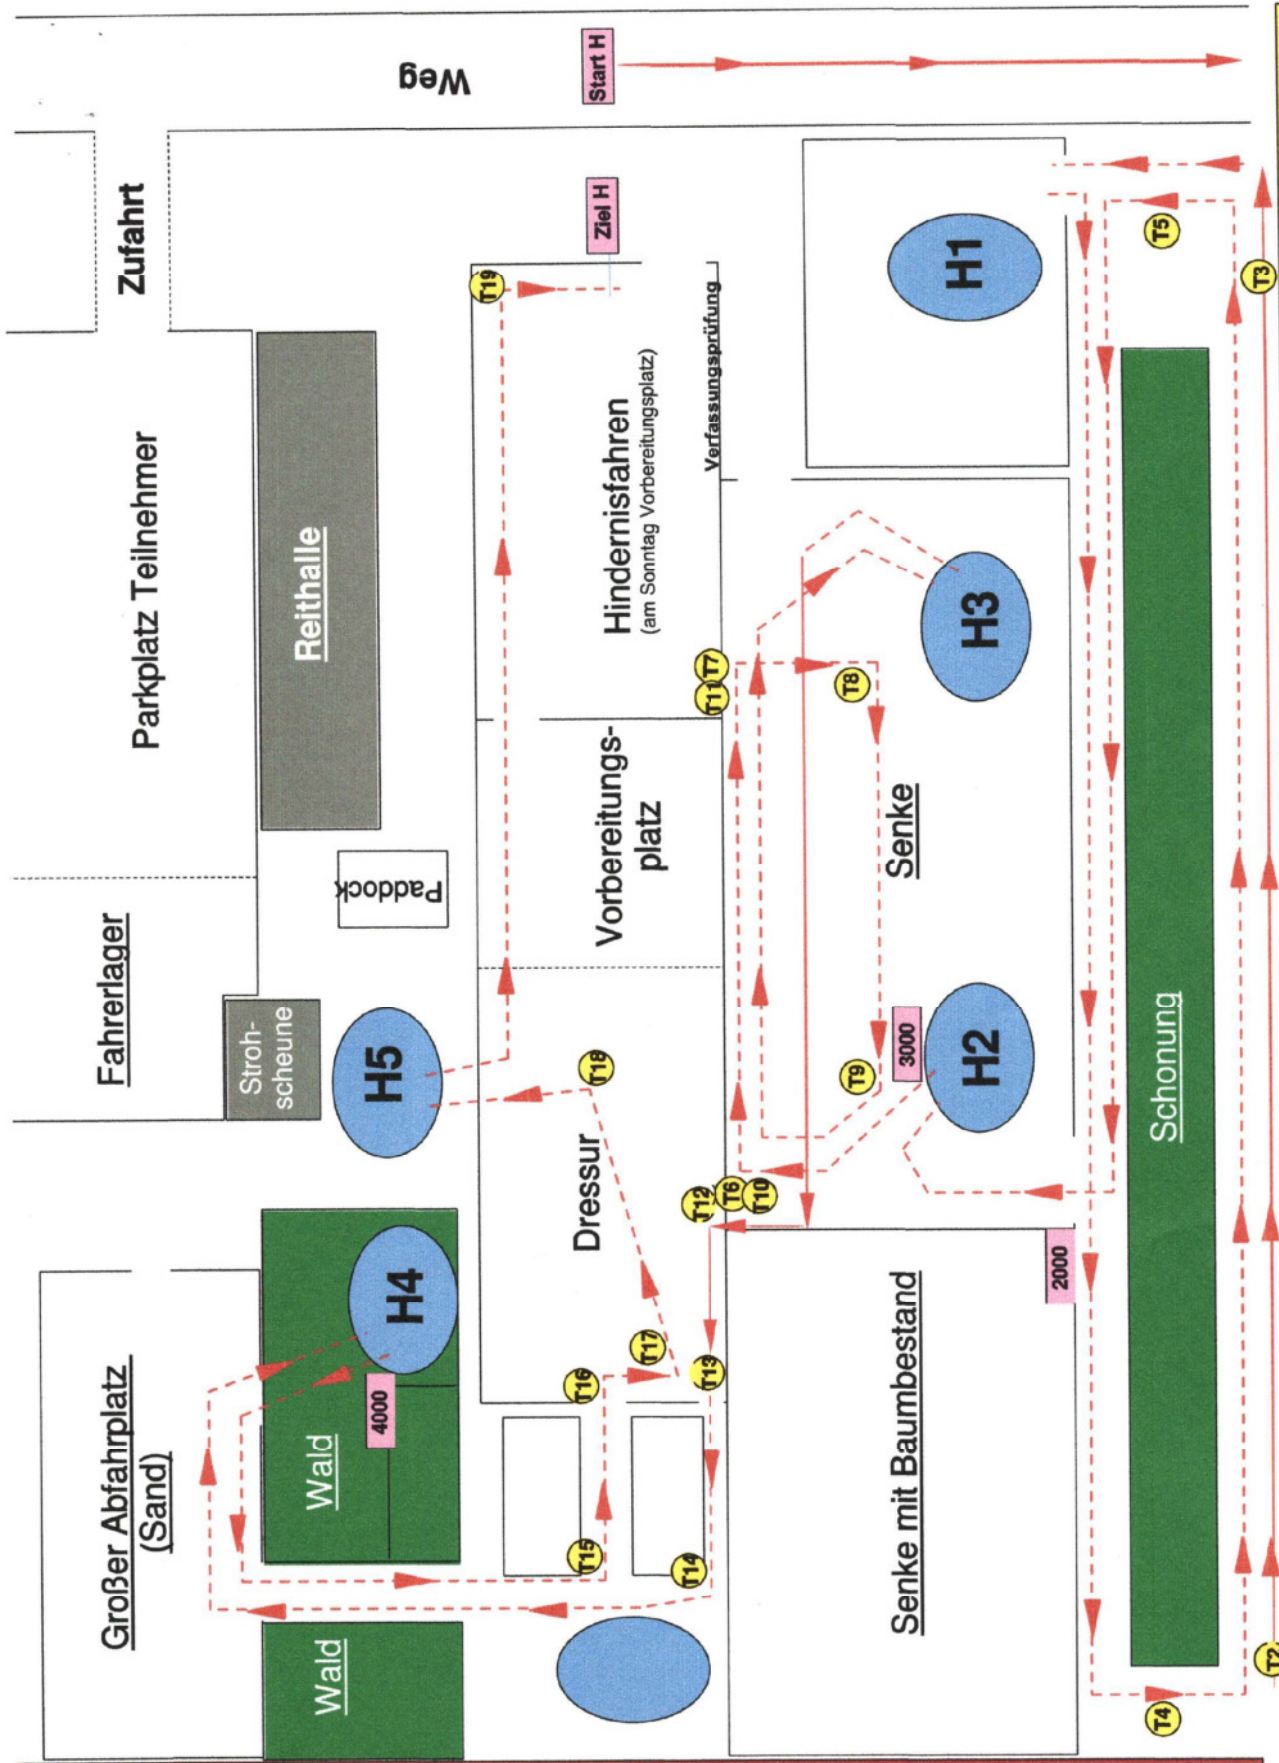 Großer Abfahrplatz
(Sand)
Fahrerlager
Parkplatz Teilnehmer
Zufahrt
Weg
Wald
Wald
4000
H4
Stroh-
scheune
H5
Paddock
Reithalle
T15
T16
T18
T19
Ziel H
Start H
T14
T17
T13
Dressur
T12
T6
T10
Vorbereitungs-
platz
T11
T7
Hindernisfahren
(am Sonntag Vorbereitungsplatz)
Verfassungsprüfung
Senke mit Baumbestand
2000
T9
3000
H2
Senke
T8
H3
H1
T4
Schonung
T5
T2
T3